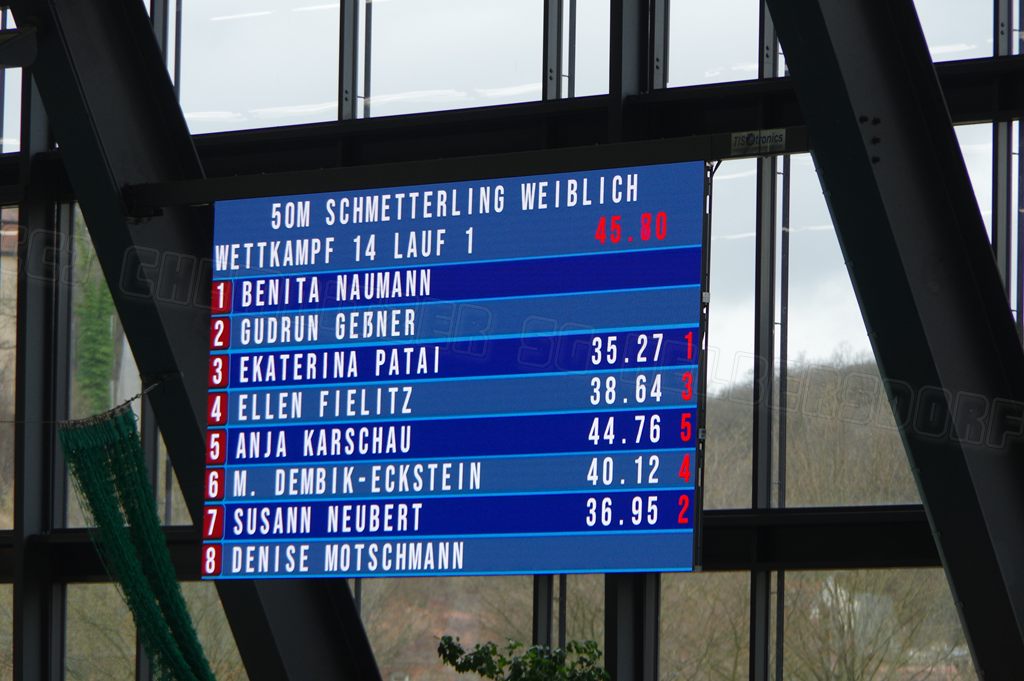 TISotronics
50M SCHMETTERLING WEIBLICH
WETTKAMPF 14 LAUF 1 45.80
1 BENITA NAUMANN
2 GUDRUN GEßNER
3 EKATERINA PATAI 35.27 1
4 ELLEN FIELITZ 38.64 3
5 ANJA KARSCHAU 44.76 5
6 M. DEMBIK-ECKSTEIN 40.12 4
7 SUSANN NEUBERT 36.95 2
8 DENISE MOTSCHMANN